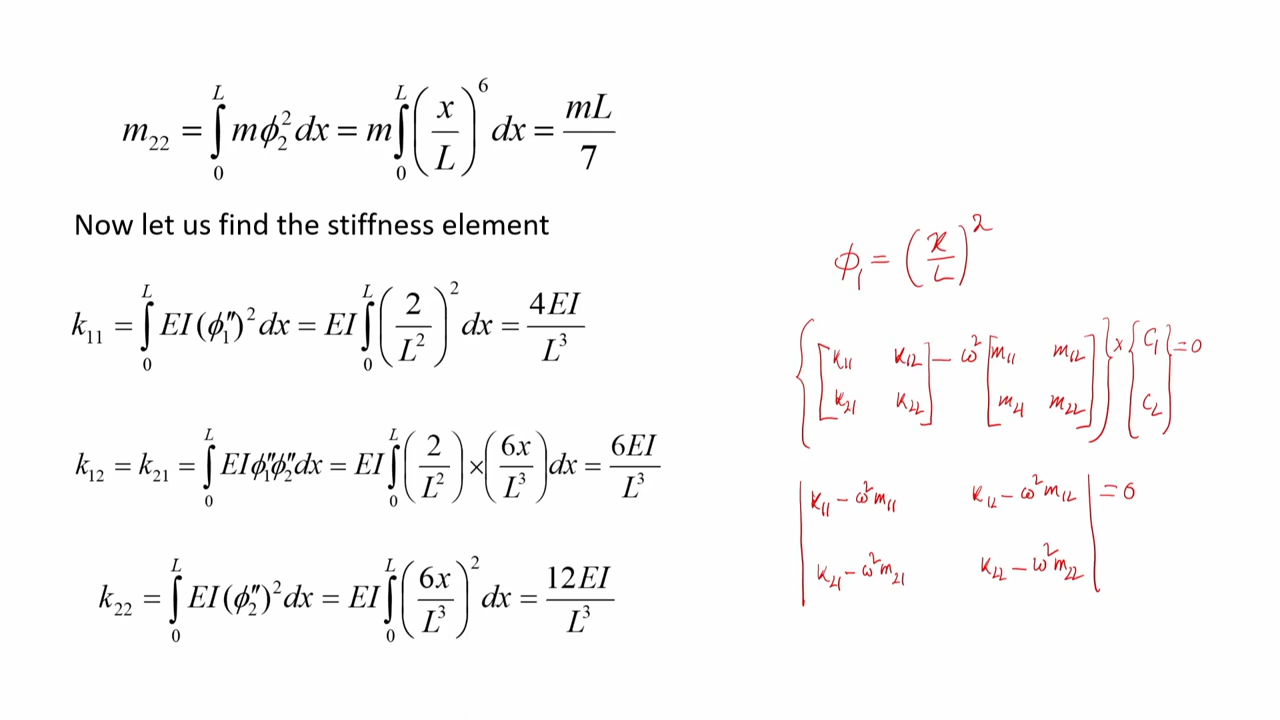 m₂₂ = ∫₀ᴸ mϕ₂² dx = m ∫₀ᴸ (x/L)⁶ dx = mL/7
Now let us find the stiffness element
k₁₁ = ∫₀ᴸ EI(ϕ₁″)² dx = EI ∫₀ᴸ (2/L²)² dx = 4EI/L³
k₁₂ = k₂₁ = ∫₀ᴸ EIϕ₁″ϕ₂″dx = EI ∫₀ᴸ (2/L²) × (6x/L³) dx = 6EI/L³
k₂₂ = ∫₀ᴸ EI(ϕ₂″)² dx = EI ∫₀ᴸ (6x/L³)² dx = 12EI/L³
ϕ₁ = (x/L)²
{[k₁₁ k₁₂] − ω² [m₁₁ m₁₂]} × {C₁} = 0
[k₂₁ k₂₂] [m₂₁ m₂₂] {C₂}
|k₁₁ − ω²m₁₁ k₁₂ − ω²m₁₂| = 0
|k₂₁ − ω²m₂₁ k₂₂ − ω²m₂₂|